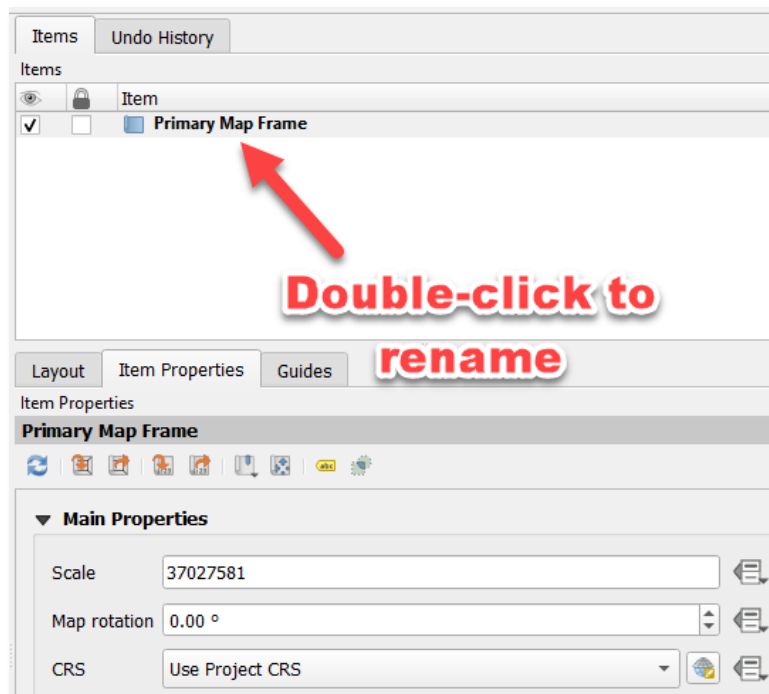 Items Undo History
Items
Item
Primary Map Frame
Double-click to
rename
Layout Item Properties Guides
Item Properties
Primary Map Frame
abc
Main Properties
Scale 37027581
Map rotation 0.00 °
CRS Use Project CRS